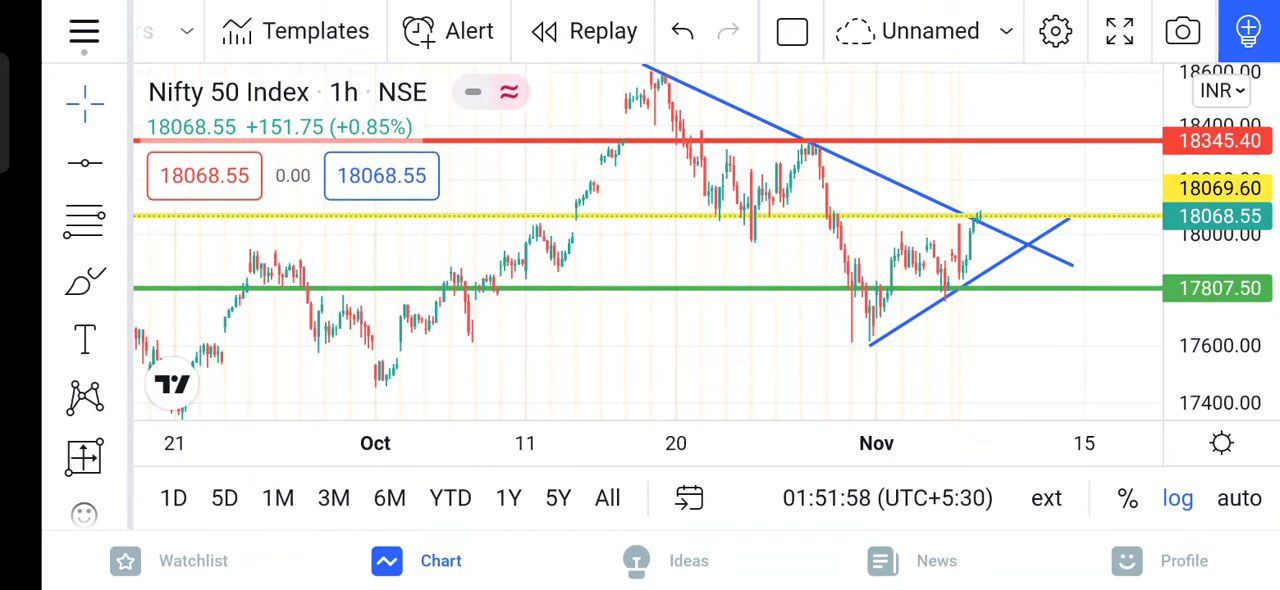 Templates Alert Replay Unnamed
Nifty 50 Index · 1h · NSE
18068.55 +151.75 (+0.85%)
18068.55 0.00 18068.55
18600.00
INR
18400.00
18345.40
18069.60
18068.55
18000.00
17807.50
17600.00
17400.00
21 Oct 11 20 Nov 15
1D 5D 1M 3M 6M YTD 1Y 5Y All 01:51:58 (UTC+5:30) ext % log auto
Watchlist Chart Ideas News Profile